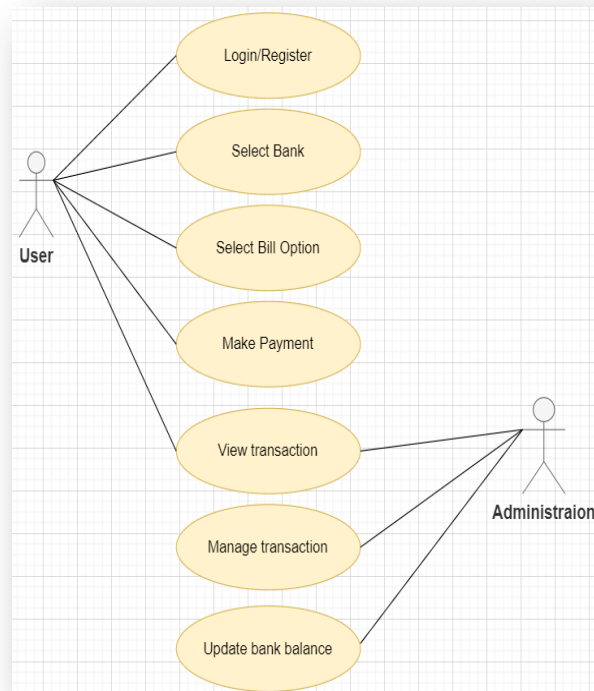 Login/Register
Select Bank
User
Select Bill Option
Make Payment
View transaction
Administraion
Manage transaction
Update bank balance